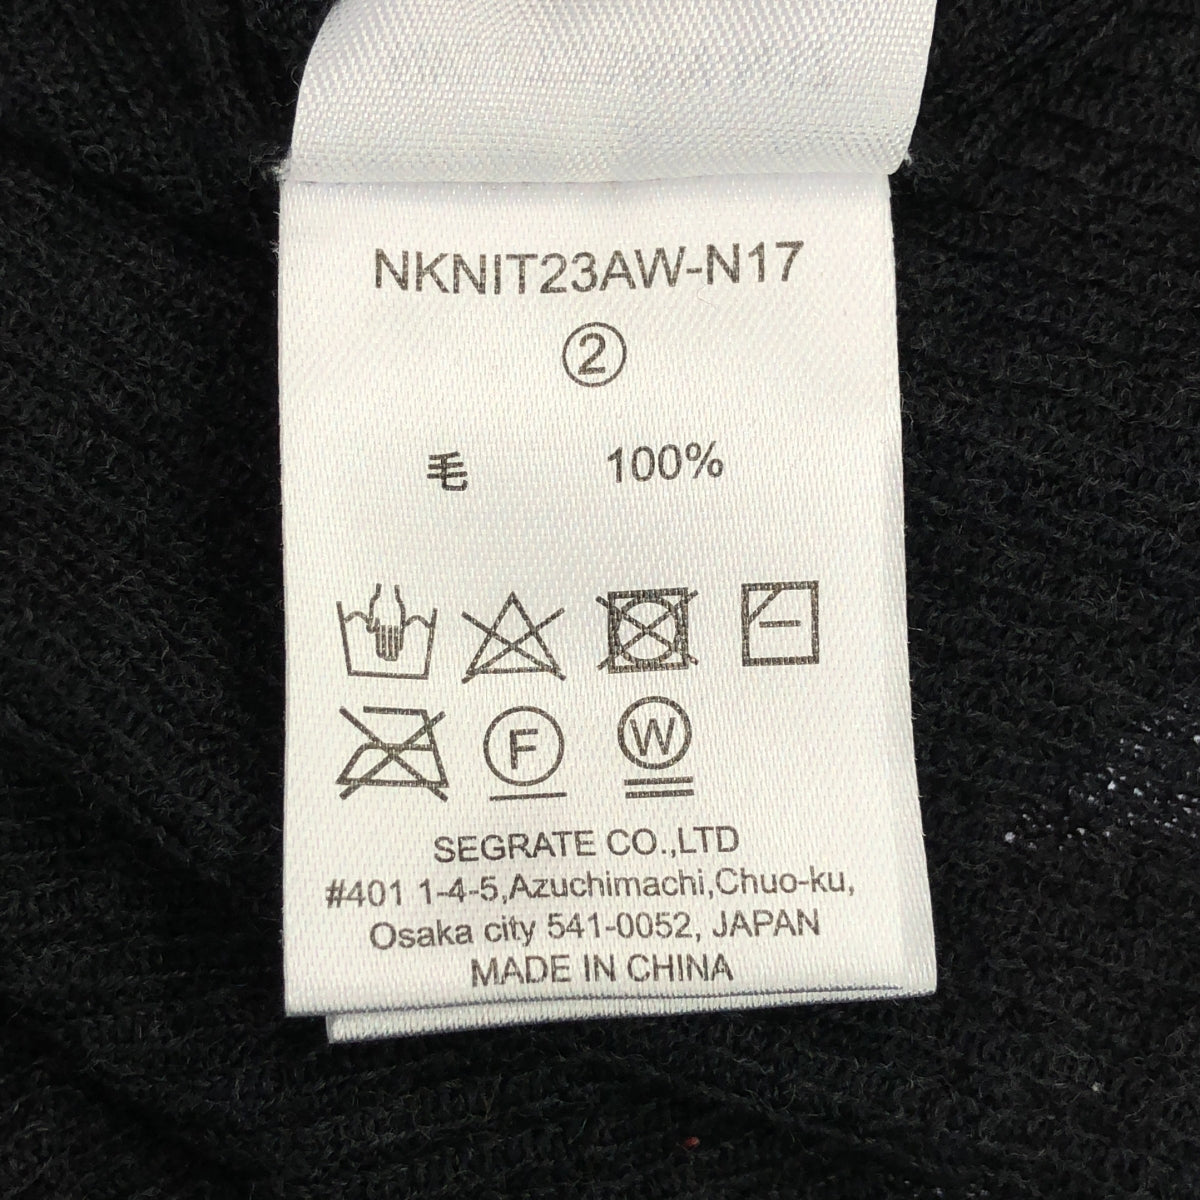 NKNIT23AW-N17
②
毛 100%
F W
SEGRATE CO.,LTD
#401 1-4-5,Azuchimachi,Chuo-ku,
Osaka city 541-0052, JAPAN
MADE IN CHINA